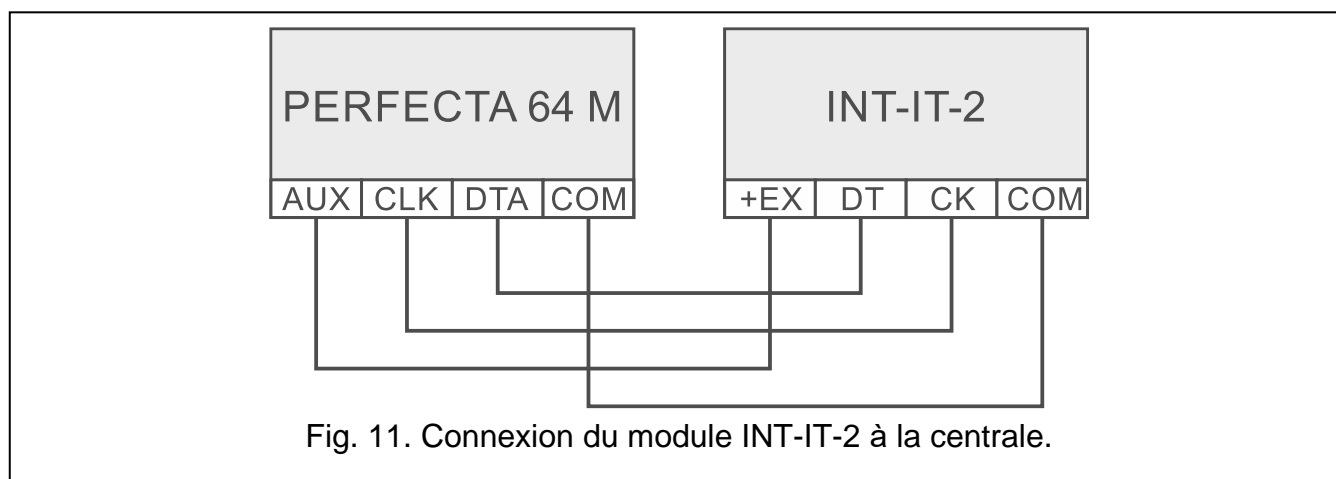 PERFECTA 64 M
INT-IT-2
AUX CLK DTA COM
+EX DT CK COM
Fig. 11. Connexion du module INT-IT-2 à la centrale.